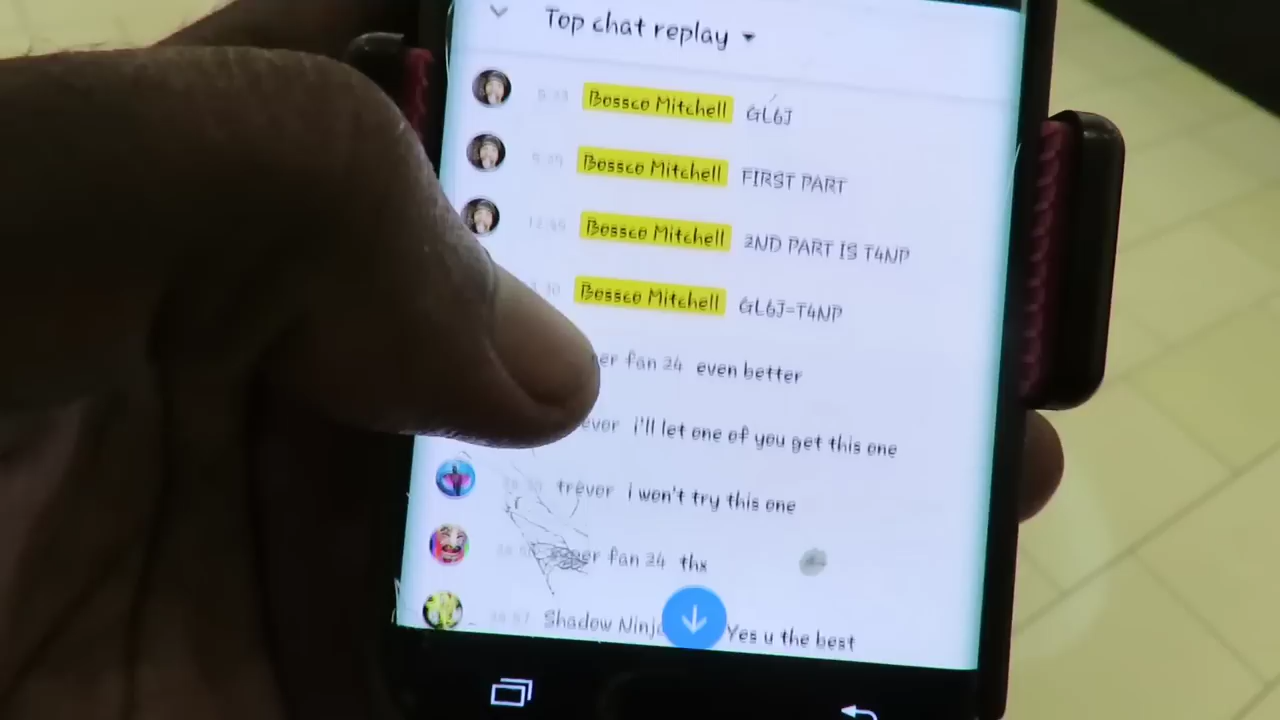 Top chat replay
Bossco Mitchell GL6J
Bossco Mitchell FIRST PART
Bossco Mitchell 2ND PART IS T4NP
Bossco Mitchell GL6J=T4NP
fan 24 even better
i'll let one of you get this one
trevor i won't try this one
fan 24 thx
Shadow Yes u the best